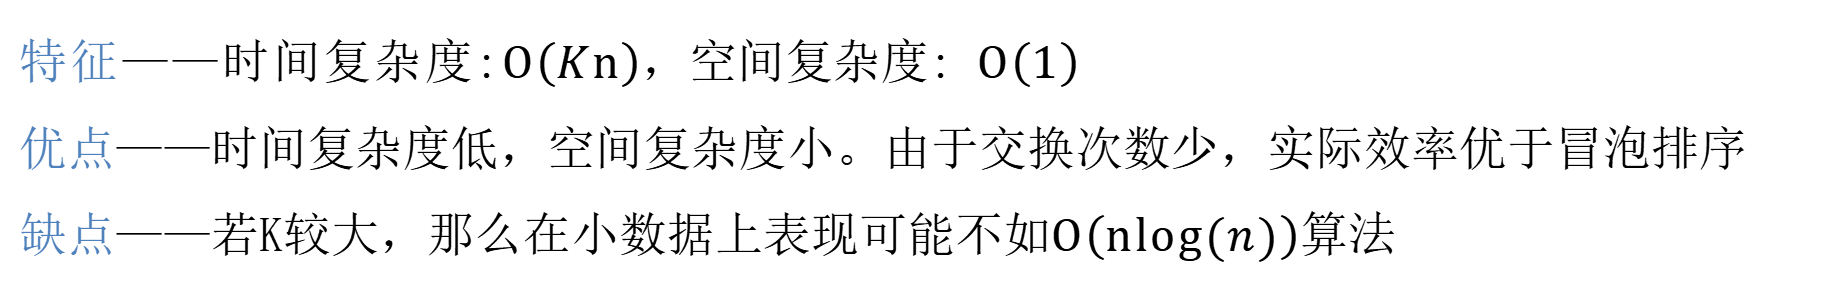 特征——时间复杂度:O(Kn)，空间复杂度: O(1)
优点——时间复杂度低，空间复杂度小。由于交换次数少，实际效率优于冒泡排序
缺点——若K较大，那么在小数据上表现可能不如O(nlog(n))算法